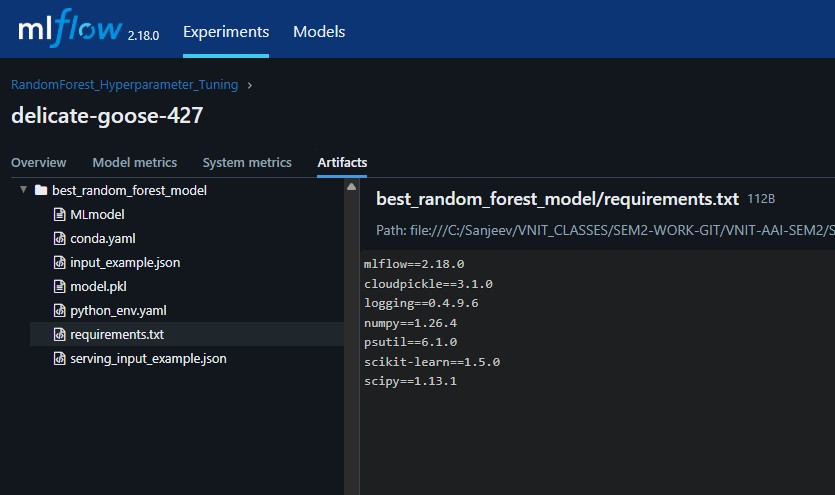 mlflow 2.18.0 Experiments Models
RandomForest_Hyperparameter_Tuning ›
delicate-goose-427
Overview Model metrics System metrics Artifacts
best_random_forest_model
MLmodel
conda.yaml
input_example.json
model.pkl
python_env.yaml
requirements.txt
serving_input_example.json
best_random_forest_model/requirements.txt 112B
Path: file:///C:/Sanjeev/VNIT_CLASSES/SEM2-WORK-GIT/VNIT-AAI-SEM2/S
mlflow==2.18.0
cloudpickle==3.1.0
logging==0.4.9.6
numpy==1.26.4
psutil==6.1.0
scikit-learn==1.5.0
scipy==1.13.1